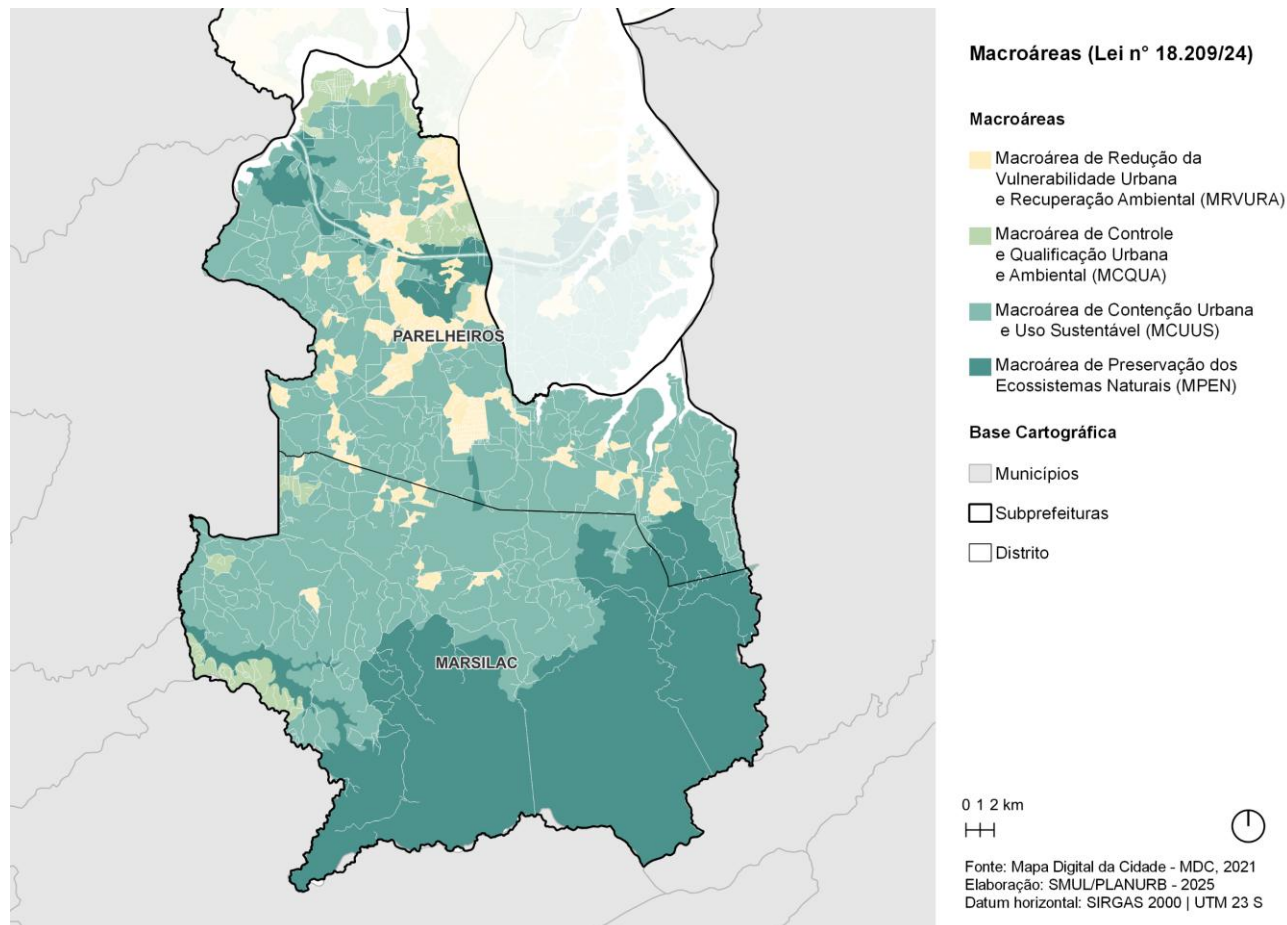 PARELHEIROS
MARSILAC
Macroáreas (Lei n° 18.209/24)
Macroáreas
Macroárea de Redução da
Vulnerabilidade Urbana
e Recuperação Ambiental (MRVURA)
Macroárea de Controle
e Qualificação Urbana
e Ambiental (MCQUA)
Macroárea de Contenção Urbana
e Uso Sustentável (MCUUS)
Macroárea de Preservação dos
Ecossistemas Naturais (MPEN)
Base Cartográfica
Municípios
Subprefeituras
Distrito
0 1 2 km
Fonte: Mapa Digital da Cidade - MDC, 2021
Elaboração: SMUL/PLANURB - 2025
Datum horizontal: SIRGAS 2000 | UTM 23 S